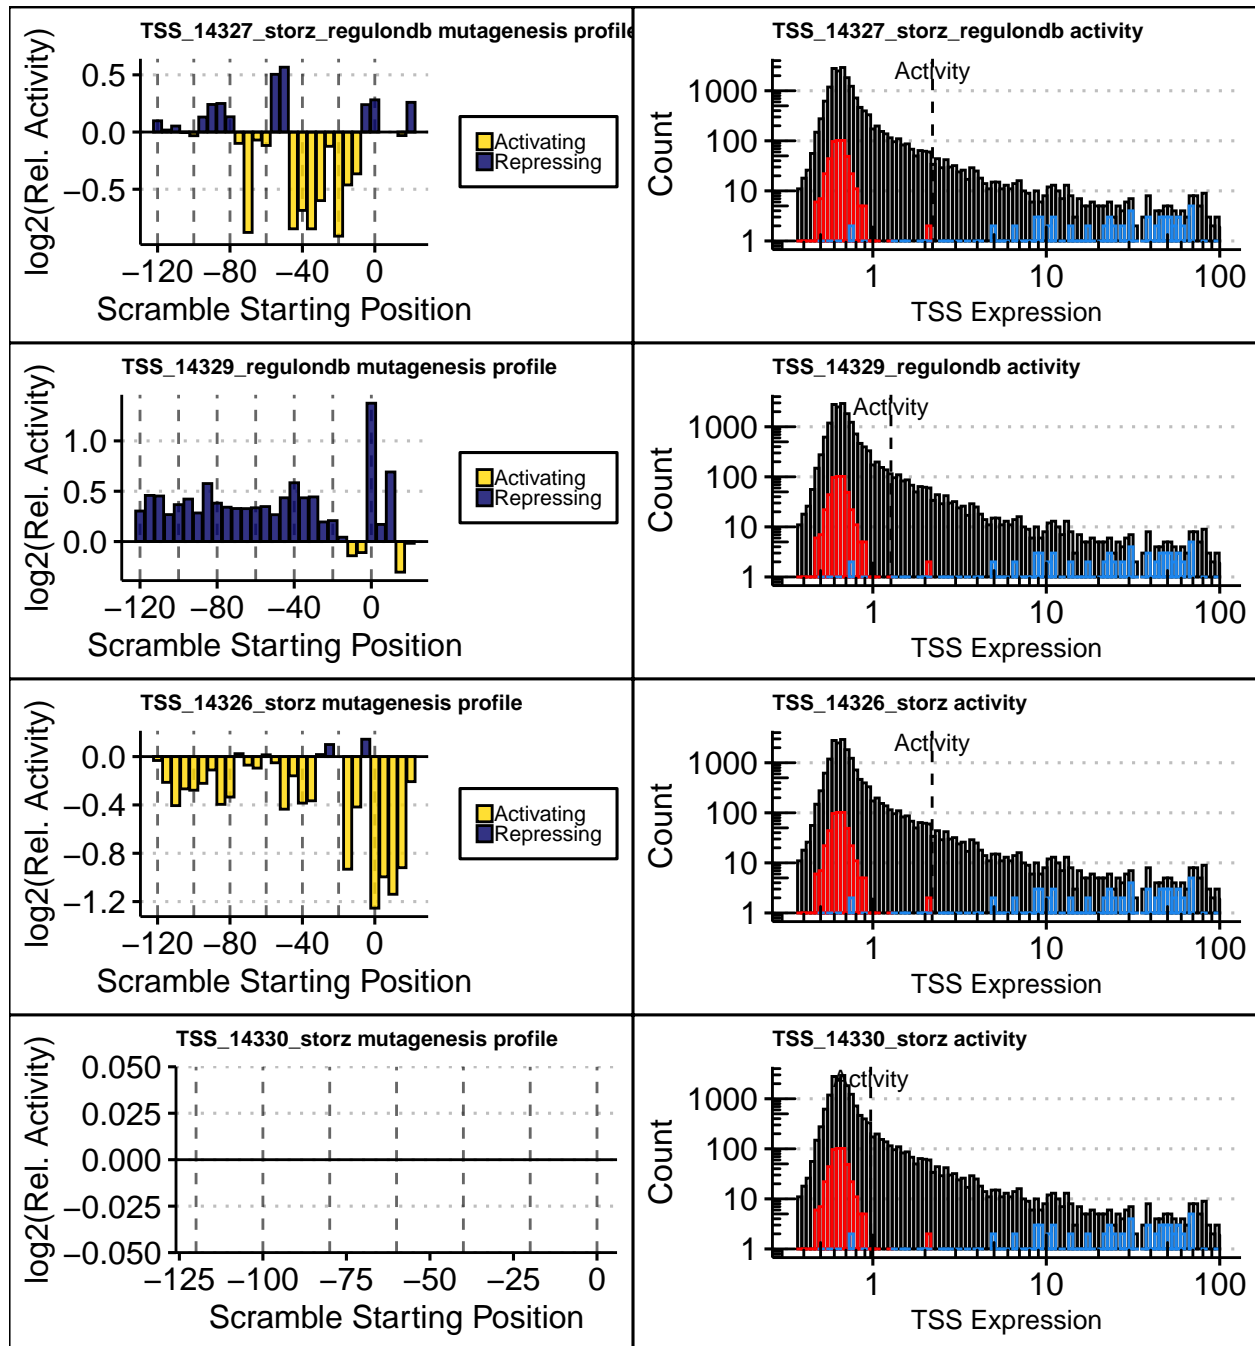 TSS_14327_storz_regulondb mutagenesis profile
log2(Rel. Activity)
0.5
0.0
−0.5
−120 −80 −40 0
Scramble Starting Position
Activating
Repressing
TSS_14327_storz_regulondb activity
Activity
Count
1000
100
10
1
1 10 100
TSS Expression
TSS_14329_regulondb mutagenesis profile
log2(Rel. Activity)
1.0
0.5
0.0
−120 −80 −40 0
Scramble Starting Position
Activating
Repressing
TSS_14329_regulondb activity
Activity
Count
1000
100
10
1
1 10 100
TSS Expression
TSS_14326_storz mutagenesis profile
log2(Rel. Activity)
0.0
−0.4
−0.8
−1.2
−120 −80 −40 0
Scramble Starting Position
Activating
Repressing
TSS_14326_storz activity
Activity
Count
1000
100
10
1
1 10 100
TSS Expression
TSS_14330_storz mutagenesis profile
log2(Rel. Activity)
0.050
0.025
0.000
−0.025
−0.050
−125 −100 −75 −50 −25 0
Scramble Starting Position
TSS_14330_storz activity
Activity
Count
1000
100
10
1
1 10 100
TSS Expression